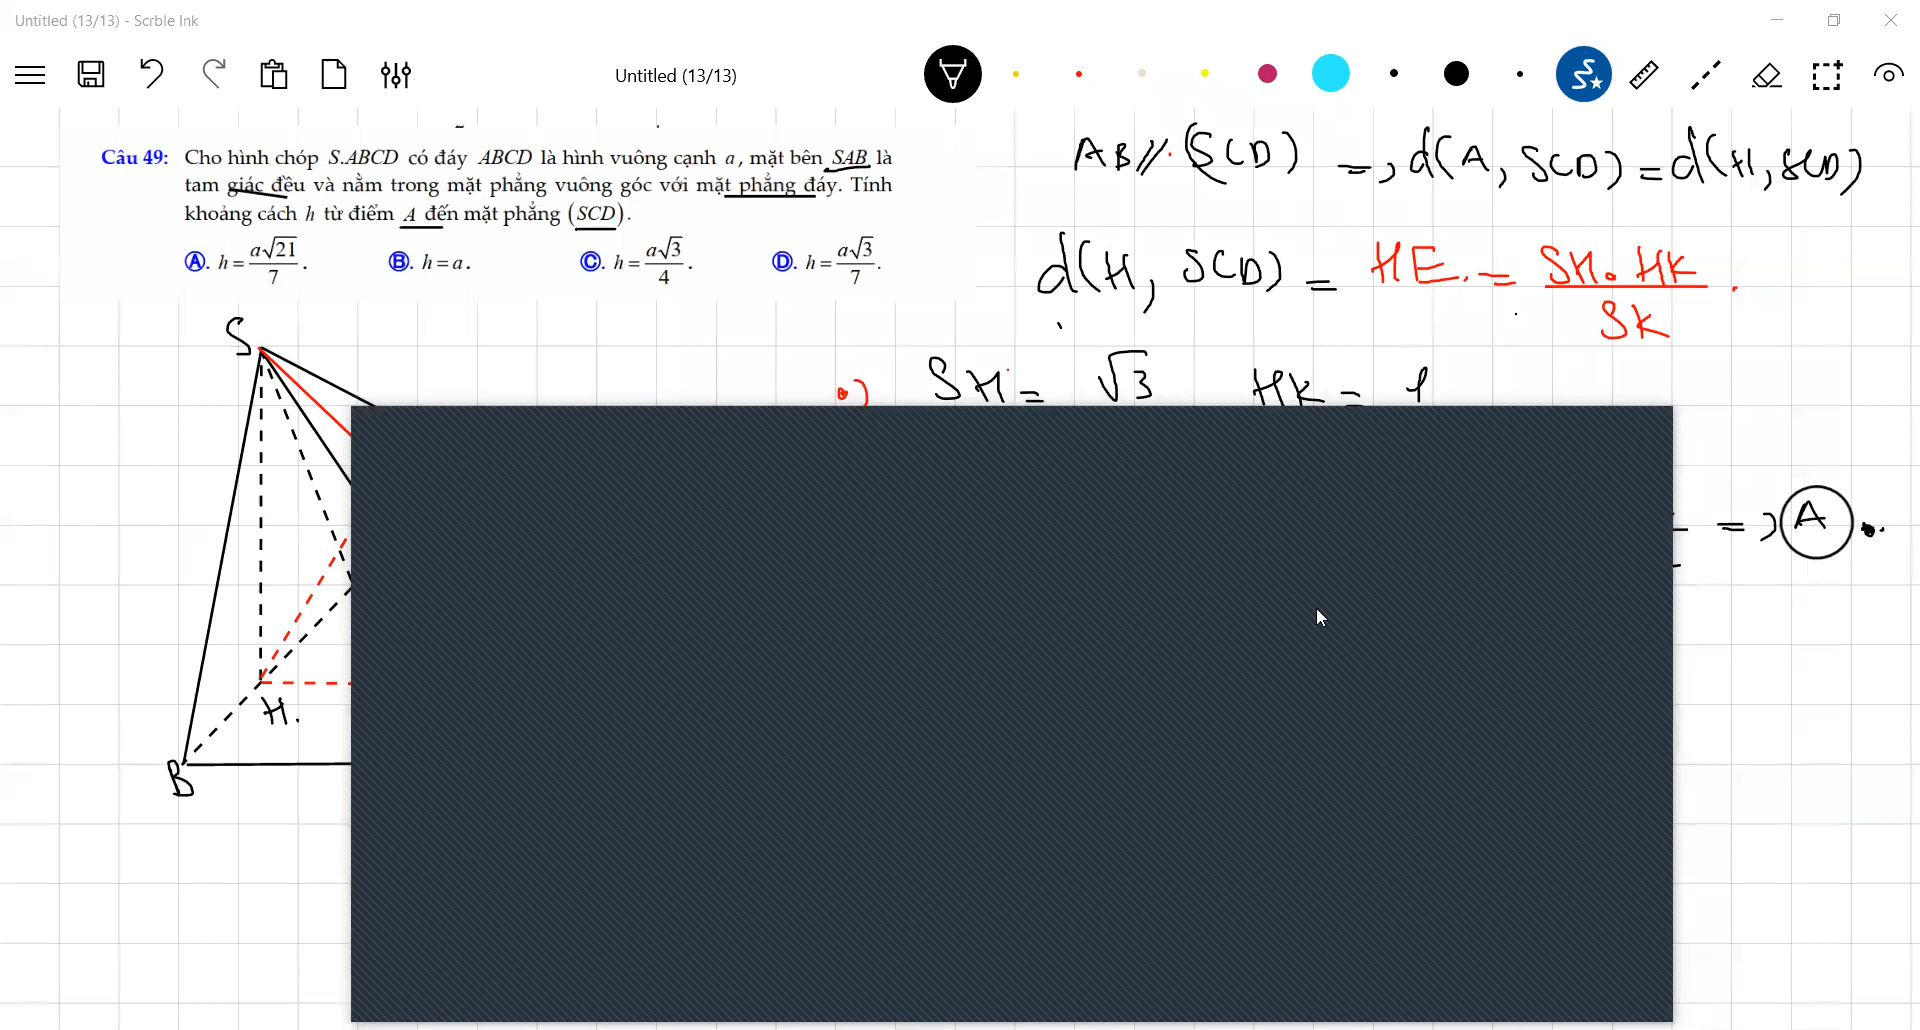 Untitled (13/13) - Scrble Ink
Untitled (13/13)
Câu 49: Cho hình chóp S.ABCD có đáy ABCD là hình vuông cạnh a, mặt bên SAB là
tam giác đều và nằm trong mặt phẳng vuông góc với mặt phẳng đáy. Tính
khoảng cách h từ điểm A đến mặt phẳng (SCD).
A. h = a√21/7. B. h = a. C. h = a√3/4. D. h = a√3/7.
AB // (SCD) => d(A, SCD) = d(H, SCD)
d(H, SCD) = HE = SH.HK/SK.
SH = √3 HK =
=> A
S
H.
B